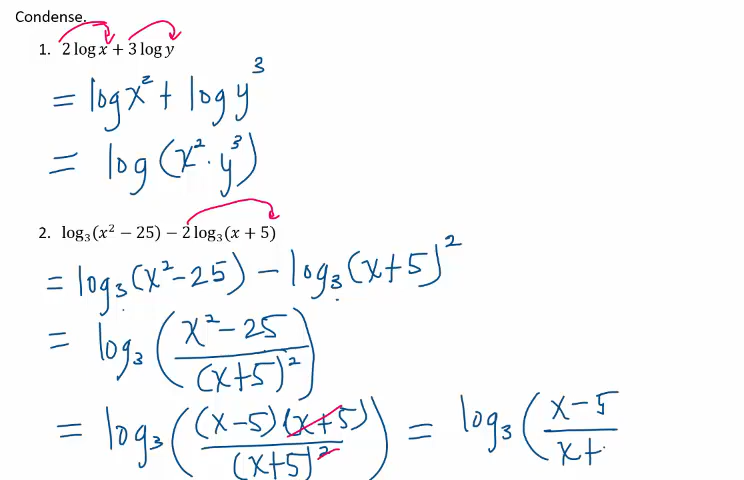 Condense.
1. 2 log x + 3 log y
= log x² + log y³
= log (x² · y³)
2. log₃(x² − 25) − 2 log₃(x + 5)
= log₃(x²−25) − log₃(x+5)²
= log₃ (x²−25 / (x+5)²)
= log₃ ((x−5)(x+5) / (x+5)²) = log₃ (x−5 / x+